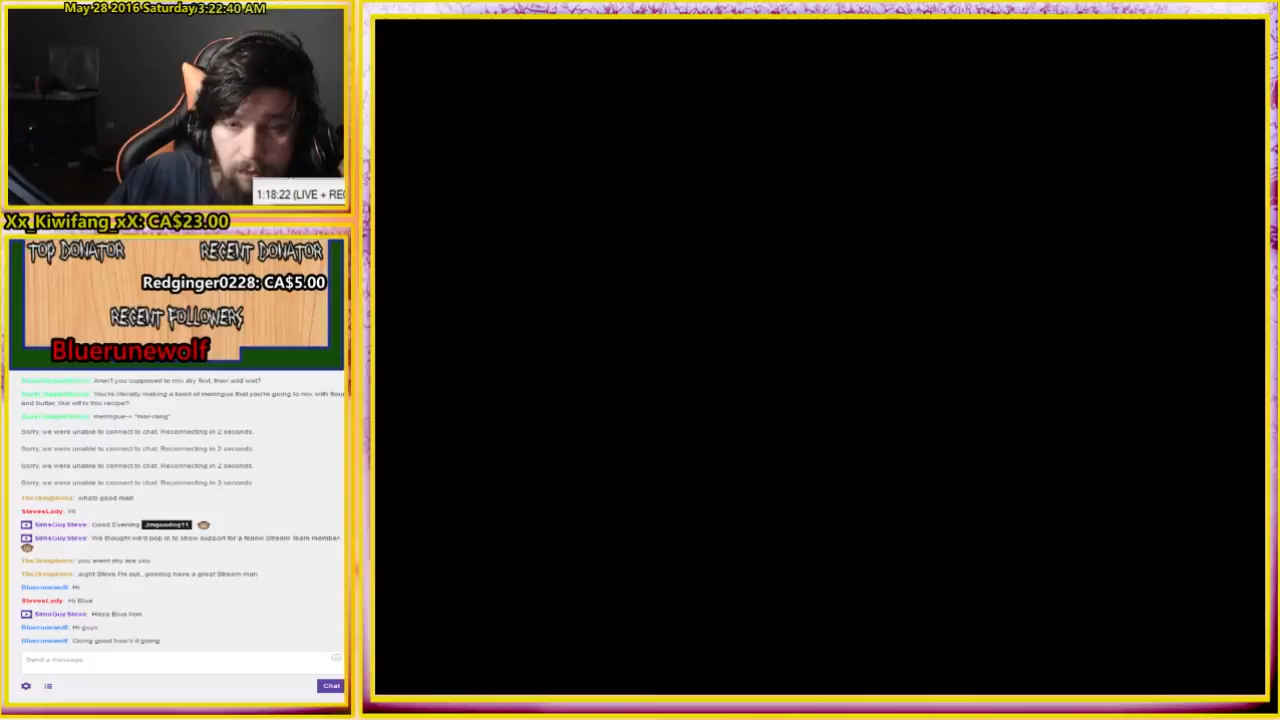 May 28 2016 Saturday 3:22:40 AM
1:18:22 (LIVE + RE
Xx_Kiwifang_xX: CA$23.00
TOP DONATOR RECENT DONATOR
Redginger0228: CA$5.00
RECENT FOLLOWERS
Bluerunewolf
Aren't you supposed to mix dry first, then add wet?
You're literally making a bowl of meringue that you're going to mix with flour
and butter, like wtf is this recipe?
meringue-> "mar-rang"
Sorry, we were unable to connect to chat. Reconnecting in 2 seconds.
Sorry, we were unable to connect to chat. Reconnecting in 2 seconds.
Sorry, we were unable to connect to chat. Reconnecting in 2 seconds.
Sorry, we were unable to connect to chat. Reconnecting in 2 seconds.
whats good man
StevesLady: Hi
SimsGuySteve: Good Evening
SimsGuySteve: We thought we'd pop in to show support for a fellow Stream Team member.
you arent shy are you
aight Steve I'm out.. goodog have a great Stream man
Bluerunewolf: Hi
StevesLady: Hi Blue
SimsGuySteve: Heya Blue hon.
Bluerunewolf: Hi guys
Bluerunewolf: Doing good how's it going
Send a message
Chat